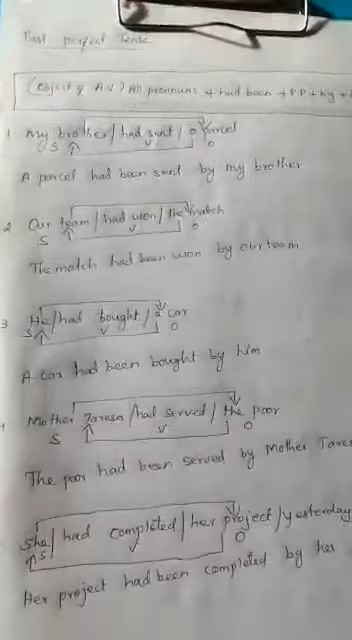 Past perfect Tense
(Object of A.V) All pronouns + had been + P.P + by +
1 My brother / had sent / a Parcel
S V O
A parcel had been sent by my brother
2 Our team / had won / the match
S V O
The match had been won by our team
3 He / had bought / a car
S V O
A car had been bought by him
Mother Taresa / had served / the poor
S V O
The poor had been served by Mother Tares
She / had completed / her project / yesterday
S V O
Her project had been completed by her